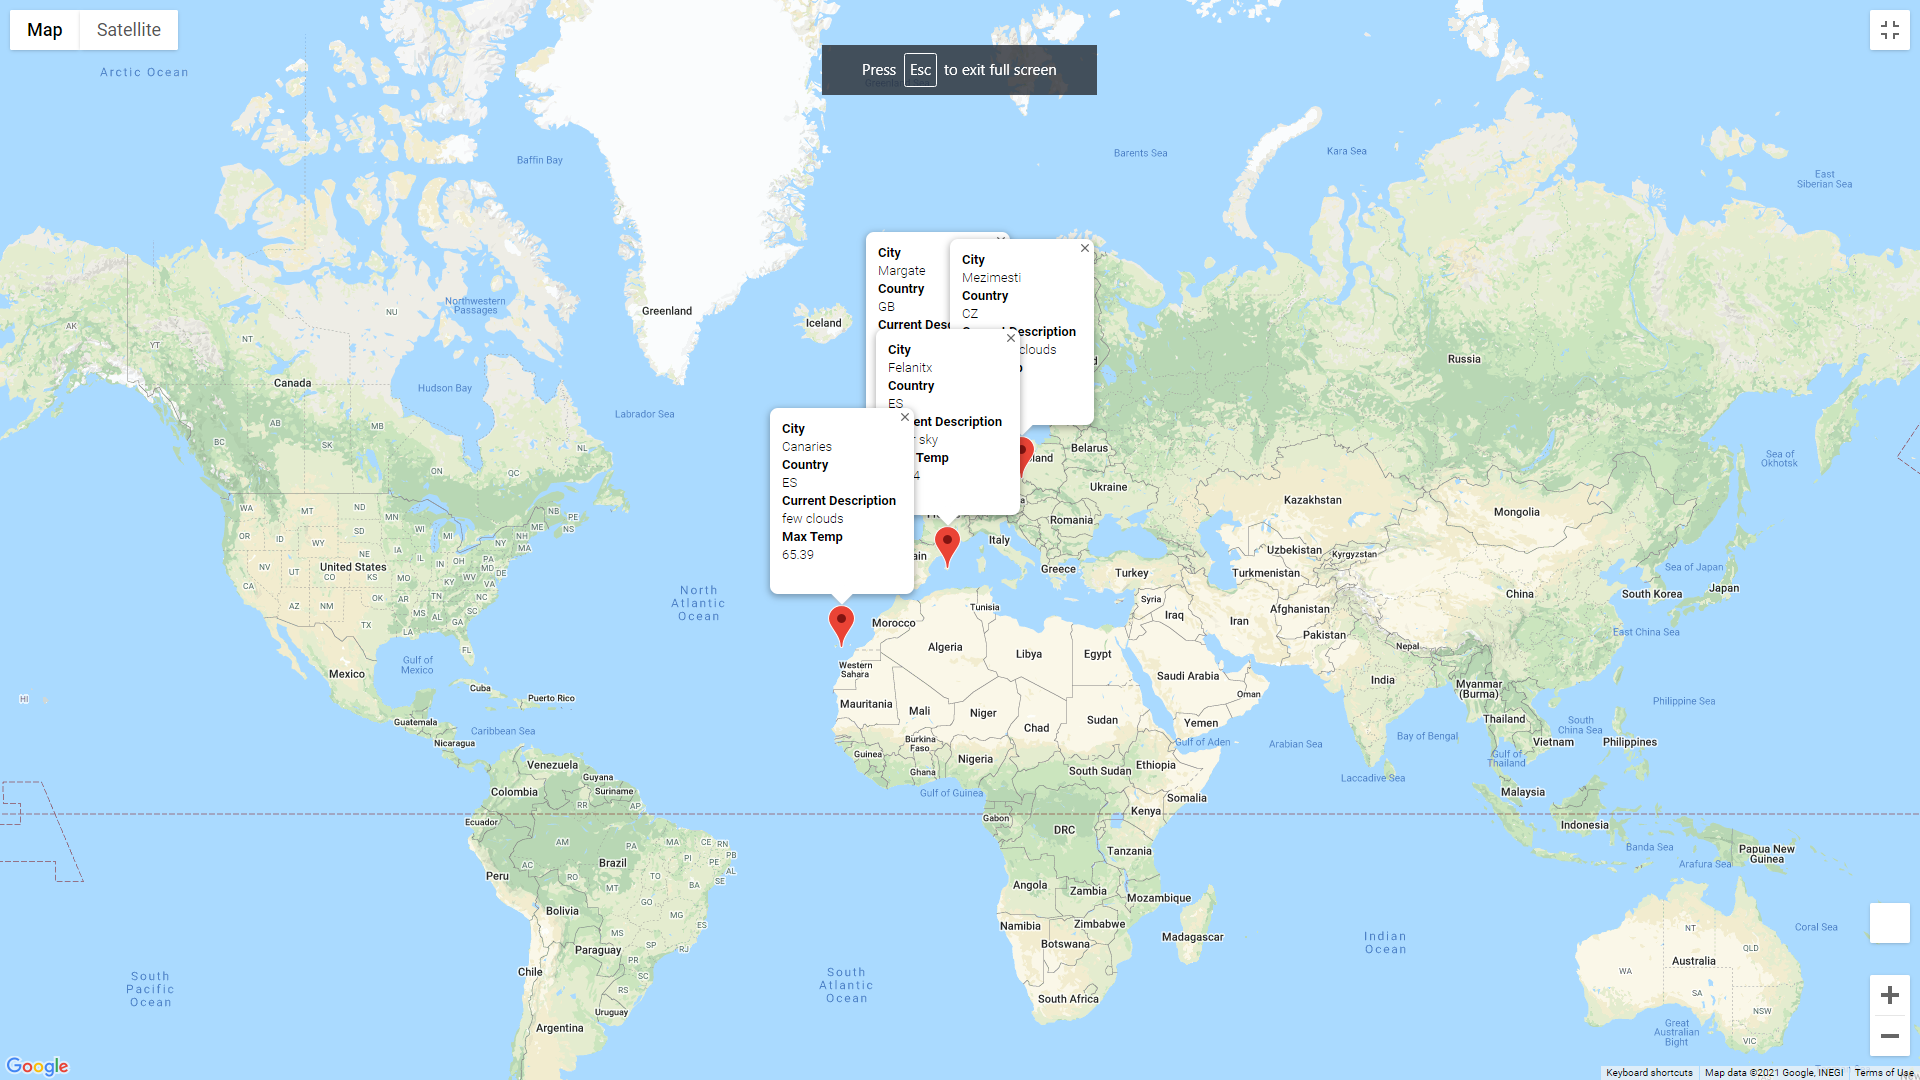 Map
Satellite
Press Esc to exit full screen
Arctic Ocean
Baffin Bay
Barents Sea
Kara Sea
East
Siberian Sea
City
Margate
Country
GB
City
Mezimesti
Country
CZ
Description
clouds
City
Felanitx
Country
ES
Description
sky
Temp
4
City
Canaries
Country
ES
Current Description
few clouds
Max Temp
65.39
Northwestern
Passages
Greenland
Iceland
NU
AK
YT
NT
Canada
Hudson Bay
Labrador Sea
Russia
BC
AB
SK
MB
ON
QC
NL
Belarus
Ukraine
Romania
Italy
Greece
Turkey
Kazakhstan
Mongolia
Sea of
Okhotsk
WA
MT
ND
MN
OR
ID
WY
SD
WI
MI
NB
PE
NS
ME
NH
MA
NY
United States
NV
UT
CO
KS
MO
IA
IL
IN
OH
PA
MD
DE
WV
KY
VA
CA
AZ
NM
OK
AR
TN
NC
SC
MS
AL
GA
TX
LA
FL
North
Atlantic
Ocean
Uzbekistan
Kyrgyzstan
Turkmenistan
Syria
Iraq
Iran
Afghanistan
Pakistan
Nepal
China
South Korea
Japan
Sea of Japan
East China Sea
Tunisia
Morocco
Algeria
Libya
Egypt
Western
Sahara
Saudi Arabia
Oman
India
Myanmar
(Burma)
Gulf of
Mexico
Mexico
Cuba
Puerto Rico
HI
Mauritania
Mali
Niger
Chad
Sudan
Yemen
Gulf of Aden
Arabian Sea
Bay of Bengal
Thailand
Vietnam
South
China Sea
Philippines
Philippine Sea
Guatemala
Caribbean Sea
Nicaragua
Guinea
Burkina
Faso
Ghana
Nigeria
South Sudan
Ethiopia
Gulf of
Thailand
Laccadive Sea
Venezuela
Guyana
Suriname
Colombia
Gulf of Guinea
Somalia
Malaysia
RR
AP
Ecuador
Gabon
DRC
Kenya
Indonesia
AM
PA
MA
CE
RN
PB
PE
AL
PI
SE
Brazil
AC
TO
BA
RO
MT
Peru
Tanzania
Banda Sea
Arafura Sea
Papua New
Guinea
Angola
Zambia
Mozambique
GO
MG
ES
Bolivia
MS
SP
RJ
Namibia
Zimbabwe
Botswana
Madagascar
Indian
Ocean
NT
QLD
Coral Sea
Paraguay
PR
SC
Chile
RS
Uruguay
Argentina
South
Pacific
Ocean
South
Atlantic
Ocean
South Africa
WA
Australia
SA
NSW
Great
Australian
Bight
VIC
Google
Keyboard shortcuts
Map data ©2021 Google, INEGI
Terms of Use